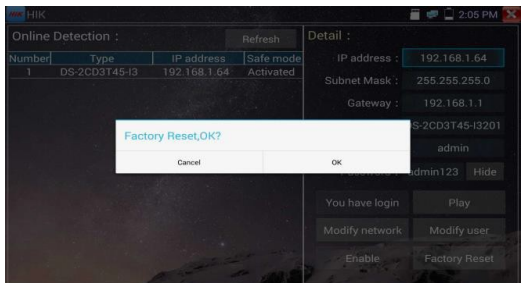 HIK 2:05 PM
Online Detection : Refresh
Number Type IP address Safe mode
1 DS-2CD3T45-I3 192.168.1.64 Activated
Detail :
IP address : 192.168.1.64
Subnet Mask : 255.255.255.0
Gateway : 192.168.1.1
S-2CD3T45-I3201
admin
admin123 Hide
You have login Play
Modify network Modify user
Enable Factory Reset
Factory Reset,OK?
Cancel OK